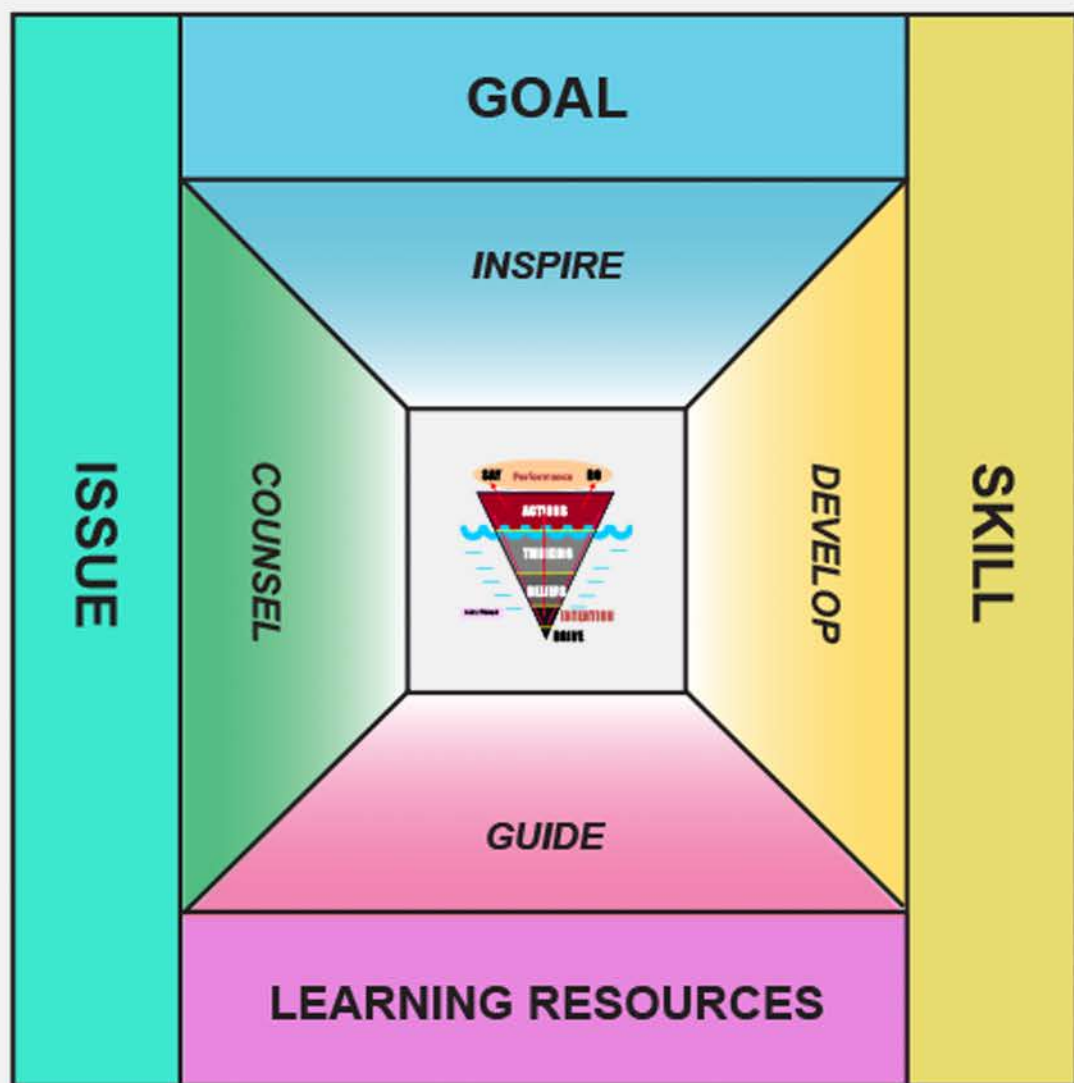 GOAL
INSPIRE
ISSUE
COUNSEL
SAY Performance DO
ACTIONS
THINKING
BELIEFS
INTENTION
DRIVE
DEVELOP
SKILL
GUIDE
LEARNING RESOURCES